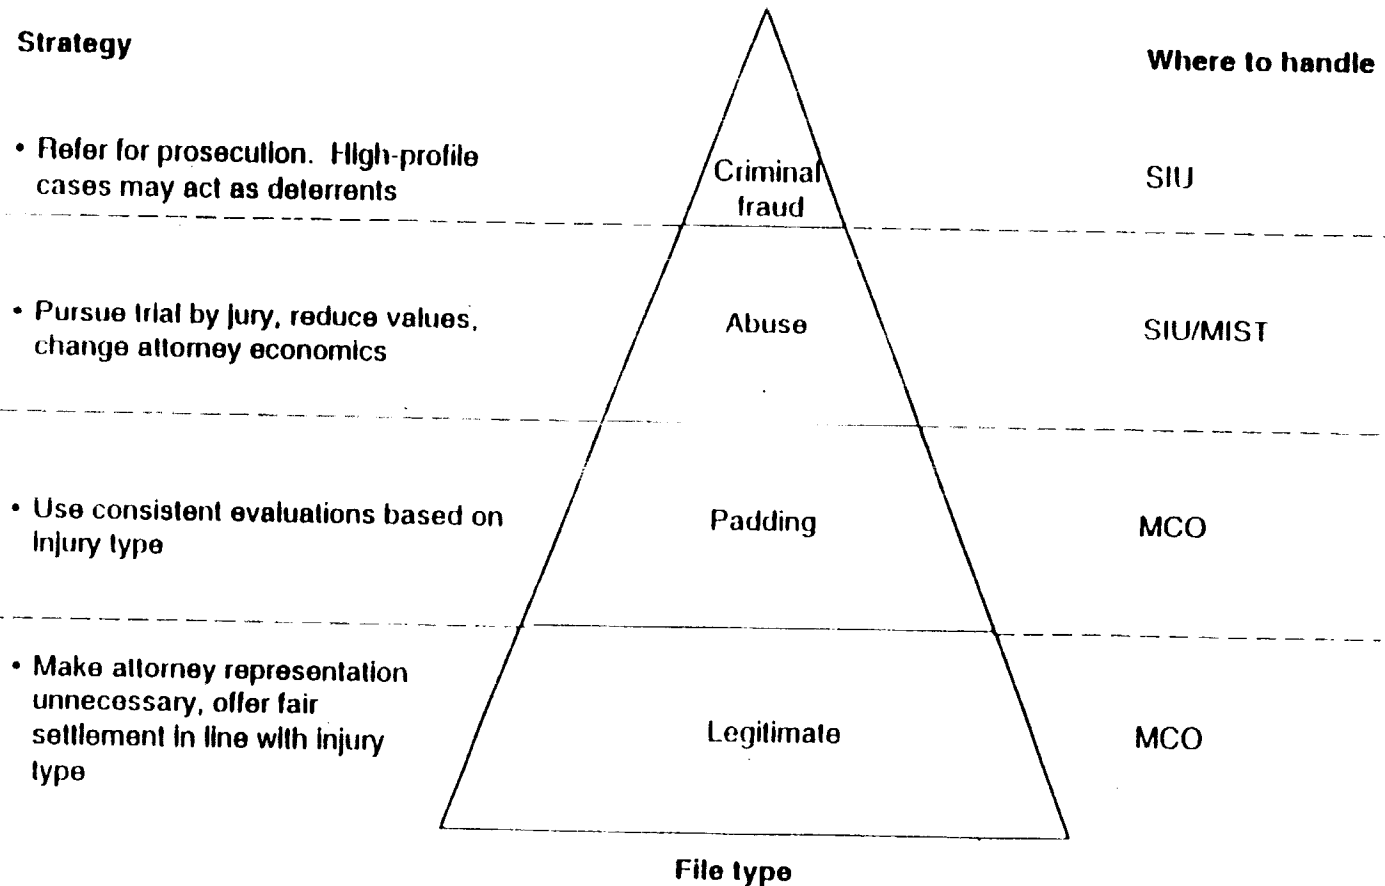 Strategy
Where to handle
• Refer for prosecution. High-profile
cases may act as deterrents
Criminal
fraud
SIU
• Pursue trial by jury, reduce values,
change attorney economics
Abuse
SIU/MIST
• Use consistent evaluations based on
injury type
Padding
MCO
• Make attorney representation
unnecessary, offer fair
settlement in line with injury
type
Legitimate
MCO
File type